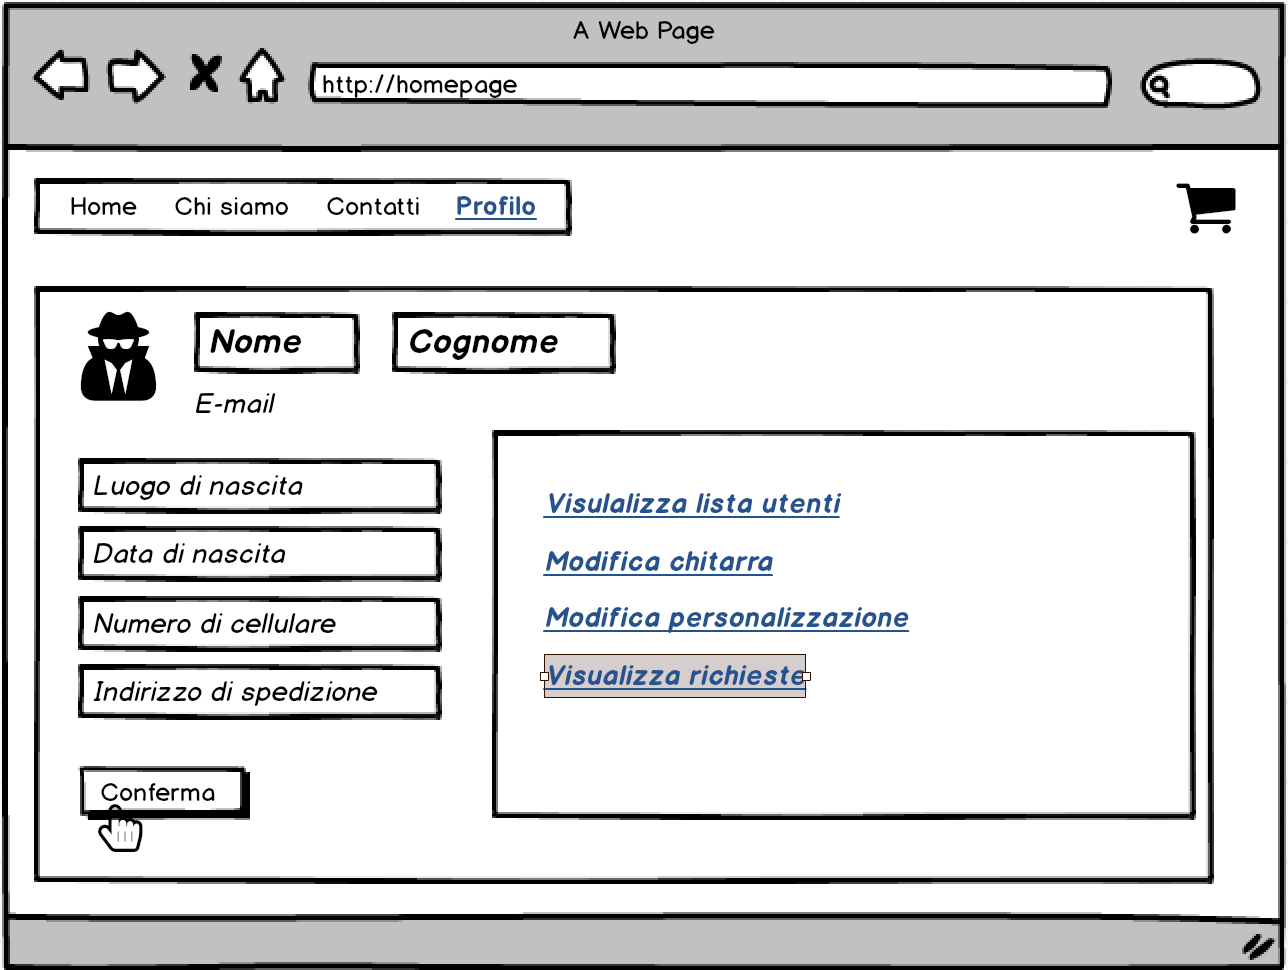 A Web Page
http://homepage
Home Chi siamo Contatti Profilo
Nome Cognome
E-mail
Luogo di nascita
Data di nascita
Numero di cellulare
Indirizzo di spedizione
Conferma
Visulalizza lista utenti
Modifica chitarra
Modifica personalizzazione
Visualizza richieste